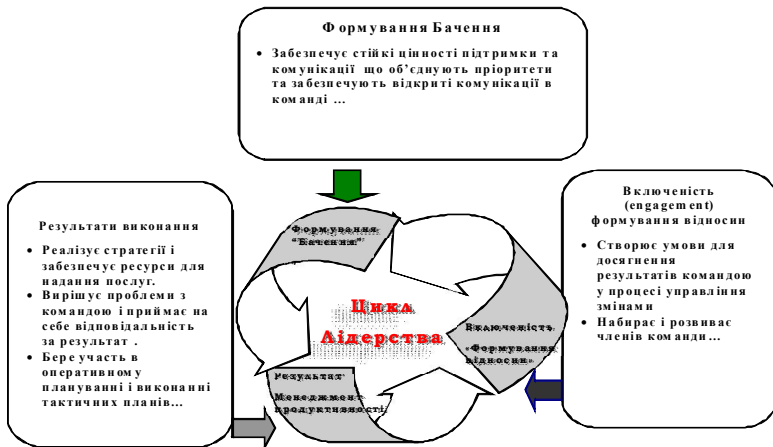 Формування Бачення
• Забезпечує стійкі цінності підтримки та
комунікації що об’єднують пріоритети
та забезпечують відкриті комунікації в
команді ...
Результати виконання
• Реалізує стратегії і
забезпечує ресурси для
надання послуг.
• Вирішує проблеми з
командою і приймає на
себе відповідальність
за результат .
• Бере участь в
оперативному
плануванні і виконанні
тактичних планів...
Включеність
(engagement)
формування відносин
• Створює умови для
досягнення
результатів командою
у процесі управління
змінами
• Набирає і розвиває
членів команди...
Формування
“Бачення”
Цикл
Лідерства
Включеність
«Формування
відносин»
Результат
Менеджмент
продуктивності